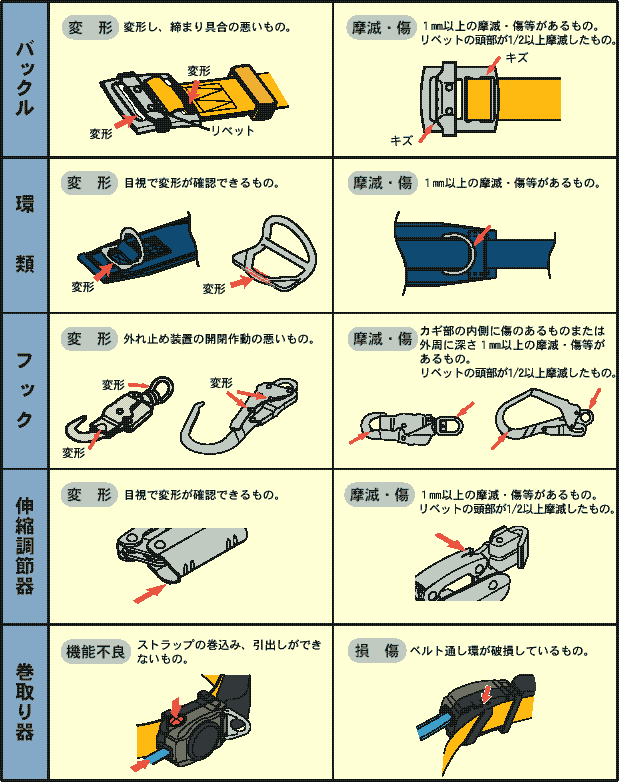 バックル
変 形
変形し、締まり具合の悪いもの。
変形
変形
リベット
摩滅・傷
1mm以上の摩滅・傷等があるもの。
リベットの頭部が1/2以上摩滅したもの。
キズ
キズ
環類
変 形
目視で変形が確認できるもの。
変形
変形
摩滅・傷
1mm以上の摩滅・傷等があるもの。
フック
変 形
外れ止め装置の開閉作動の悪いもの。
変形
変形
変形
摩滅・傷
カギ部の内側に傷のあるものまたは
外周に深さ1mm以上の摩滅・傷等が
あるもの。
リベットの頭部が1/2以上摩滅したもの。
伸縮調節器
変 形
目視で変形が確認できるもの。
摩滅・傷
1mm以上の摩滅・傷等があるもの。
リベットの頭部が1/2以上摩滅したもの。
巻取り器
機能不良
ストラップの巻込み、引出しができ
ないもの。
損 傷
ベルト通し環が破損しているもの。